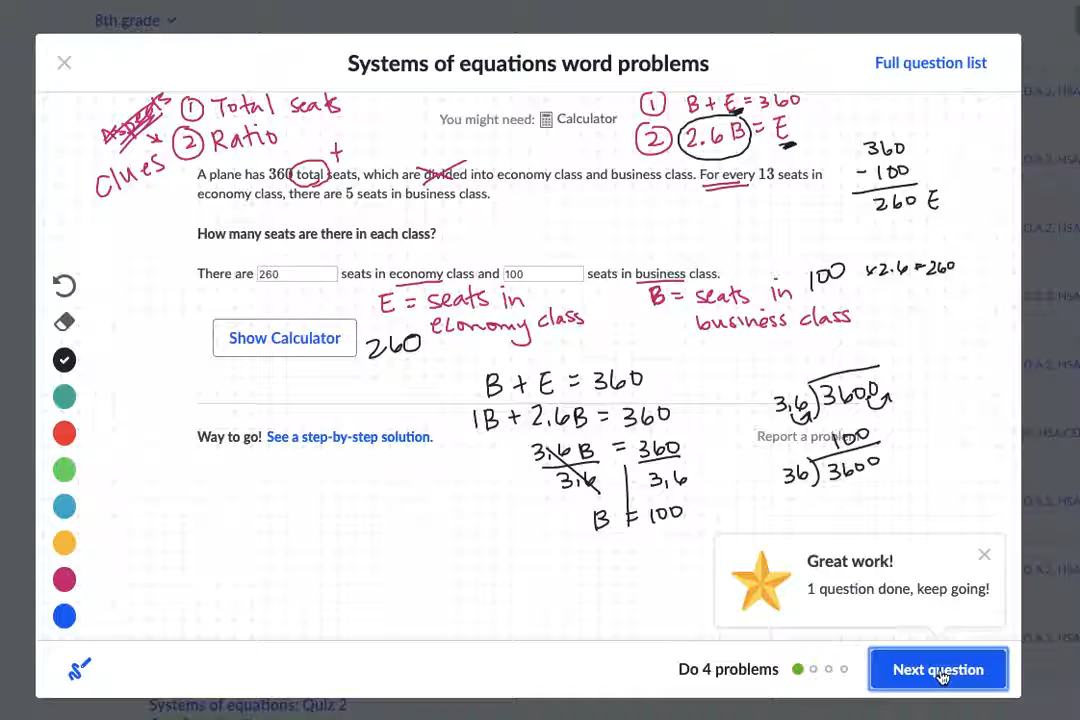 8th grade
Systems of equations word problems
Full question list
① Total seats
② Ratio
clues
You might need: Calculator
① B + E = 360
② 2.6 B = E
+
A plane has 360 total seats, which are divided into economy class and business class. For every 13 seats in
economy class, there are 5 seats in business class.
360
- 100
260 E
How many seats are there in each class?
There are 260 seats in economy class and 100 seats in business class.
100 x 2.6 = 260
E = seats in
economy class
B = seats in
business class
Show Calculator
260
B + E = 360
1B + 2.6B = 360
3.6 B = 360
3.6 3.6
B = 100
3.6)3600
100
36)3600
Way to go! See a step-by-step solution.
Report a problem
Great work!
1 question done, keep going!
Do 4 problems
Next question
Systems of equations: Quiz 2